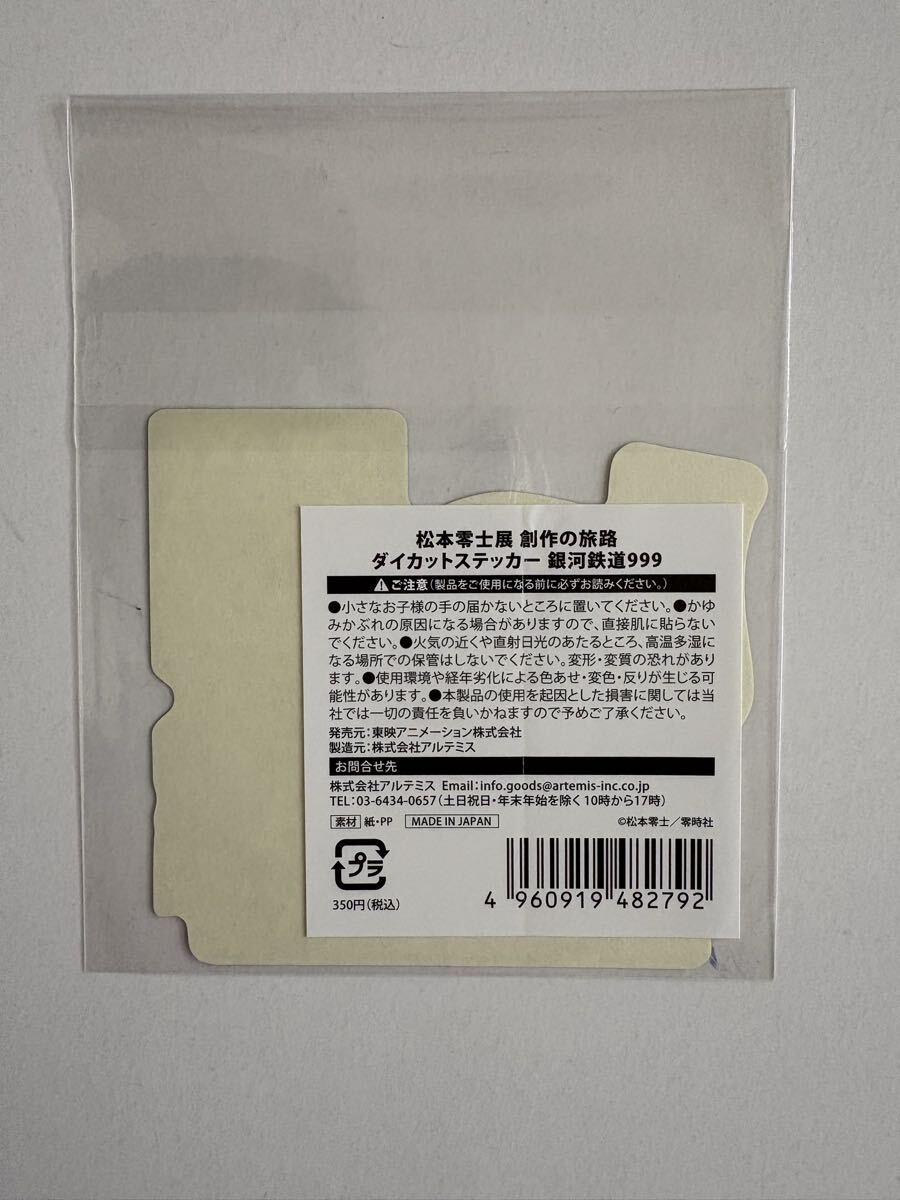 松本零士展 創作の旅路
ダイカットステッカー 銀河鉄道999
ご注意(製品をご使用になる前に必ずお読みください。)
●小さなお子様の手の届かないところに置いてください。●かゆ
みかぶれの原因になる場合がありますので、直接肌に貼らない
でください。●火気の近くや直射日光のあたるところ、高温多湿に
なる場所での保管はしないでください。変形・変質の恐れがあり
ます。●使用環境や経年劣化による色あせ・変色・反りが生じる可
能性があります。●本製品の使用を起因とした損害に関しては当
社では一切の責任を負いかねますので予めご了承ください。
発売元：東映アニメーション株式会社
製造元：株式会社アルテミス
お問合せ先
株式会社アルテミス Email：info.goods@artemis-inc.co.jp
TEL：03-6434-0657(土日祝日・年末年始を除く10時から17時)
素材 紙・PP MADE IN JAPAN ©松本零士／零時社
プラ
350円(税込)
4 960919 482792